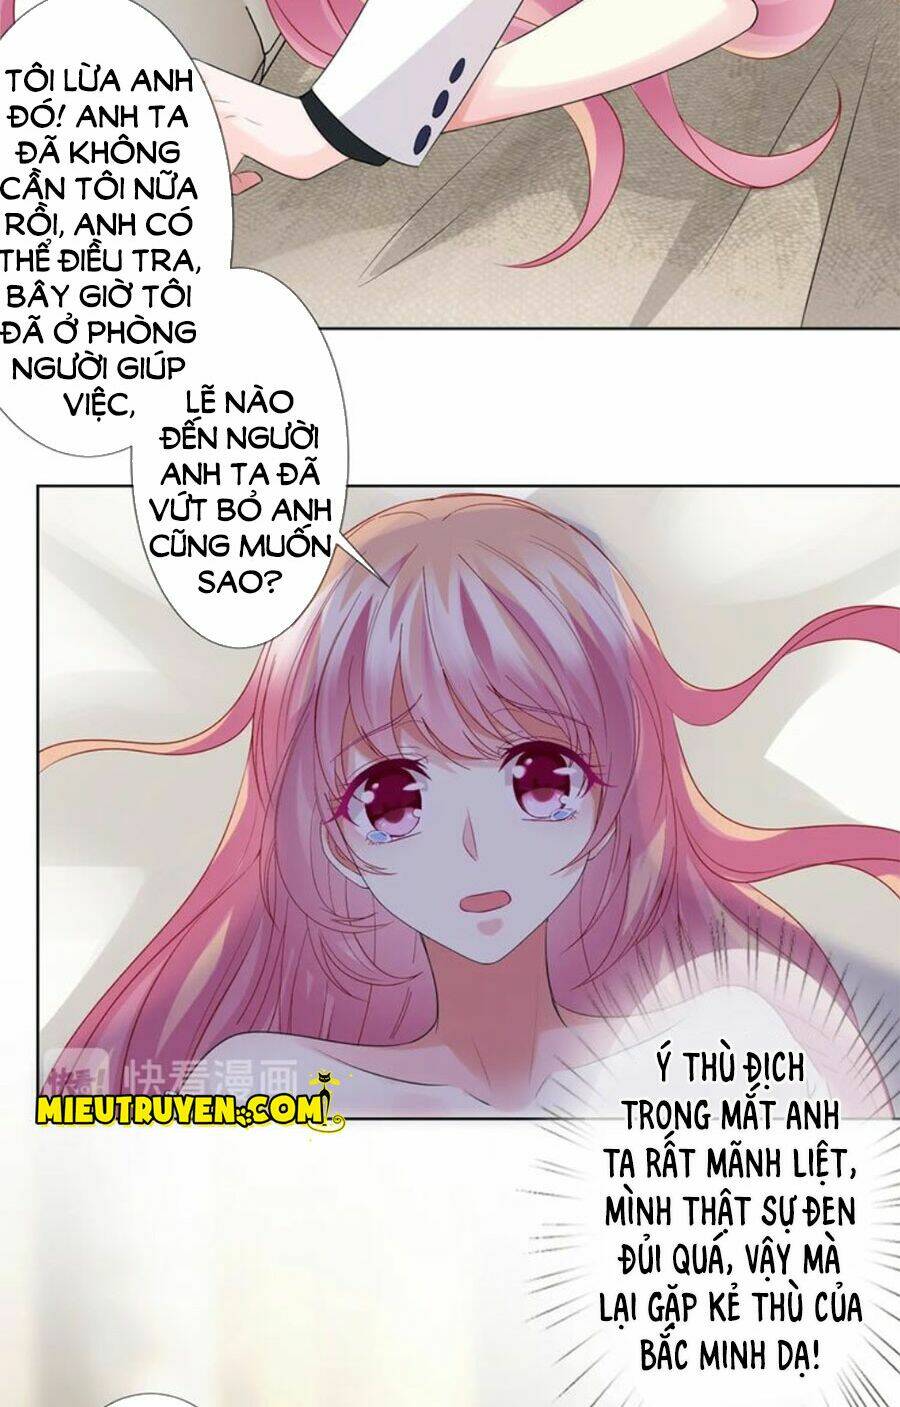 TÔI LỪA ANH
ĐÓ! ANH TA
ĐÃ KHÔNG
CẦN TÔI NỮA
RỒI, ANH CÓ
THỂ ĐIỀU TRA,
BÂY GIỜ TÔI
ĐÃ Ở PHÒNG
NGƯỜI GIÚP
VIỆC,
LẼ NÀO
ĐẾN NGƯỜI
ANH TA ĐÃ
VỨT BỎ ANH
CŨNG MUỐN
SAO?
快看 快看漫画
MIEUTRUYEN.COM
Ý THÙ ĐỊCH
TRONG MẮT ANH
TA RẤT MÃNH LIỆT,
MÌNH THẬT SỰ ĐEN
ĐỦI QUÁ, VẬY MÀ
LẠI GẶP KẺ THÙ CỦA
BẮC MINH DẠ!